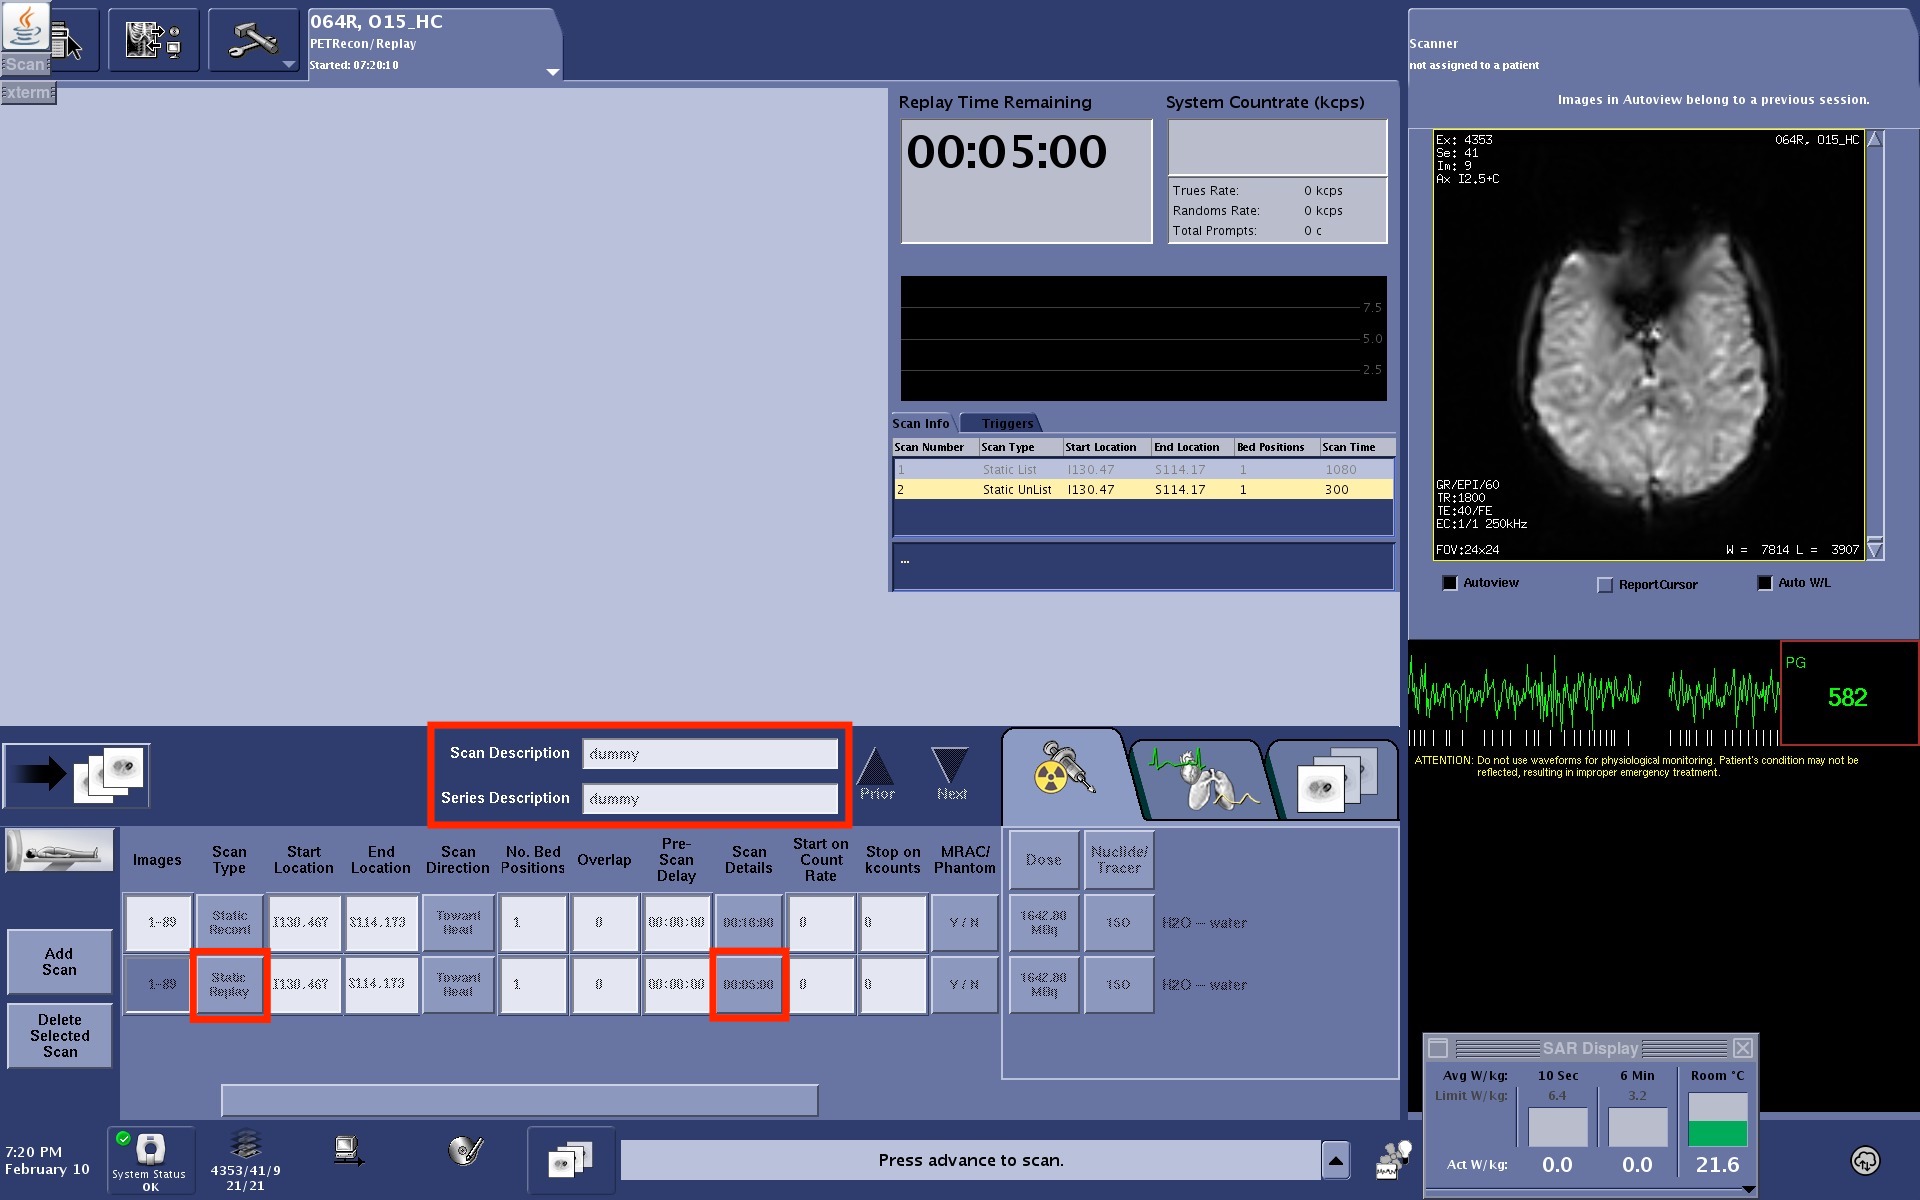 Scan
xterm
064R, O15_HC
PETRecon/Replay
Started: 07:20:10
Scanner
not assigned to a patient
Images in Autoview belong to a previous session.
Replay Time Remaining
00:05:00
System Countrate (kcps)
Trues Rate: 0 kcps
Randoms Rate: 0 kcps
Total Prompts: 0 c
7.5
5.0
2.5
Scan Info Triggers
Scan Number Scan Type Start Location End Location Bed Positions Scan Time
1 Static List I130.47 S114.17 1 1080
2 Static UnList I130.47 S114.17 1 300
...
Ex: 4353
Se: 41
Im: 9
Ax I2.5+C
064R, O15_HC
GR/EPI/60
TR:1800
TE:40/FE
EC:1/1 250kHz
FOV:24x24
W = 7814 L = 3907
Autoview ReportCursor Auto W/L
PG
582
ATTENTION: Do not use waveforms for physiological monitoring. Patient's condition may not be
reflected, resulting in improper emergency treatment.
Scan Description dummy
Series Description dummy
Prior Next
Images Scan Type Start Location End Location Scan Direction No. Bed Positions Overlap Pre-Scan Delay Scan Details Start on Count Rate Stop on kcounts MRAC/Phantom Dose Nuclide/Tracer
1-89 Static Recon1 I130.467 S114.173 Toward Head 1 0 00:00:00 00:18:00 0 0 Y / N 1642.00 MBq 15O H2O -- water
1-89 Static Replay I130.467 S114.173 Toward Head 1 0 00:00:00 00:05:00 0 0 Y / N 1642.00 MBq 15O H2O -- water
Add
Scan
Delete
Selected
Scan
7:20 PM
February 10
System Status
OK
4353/41/9
21/21
Press advance to scan.
SAR Display
Avg W/kg: 10 Sec 6 Min Room °C
Limit W/kg: 6.4 3.2
Act W/kg: 0.0 0.0 21.6